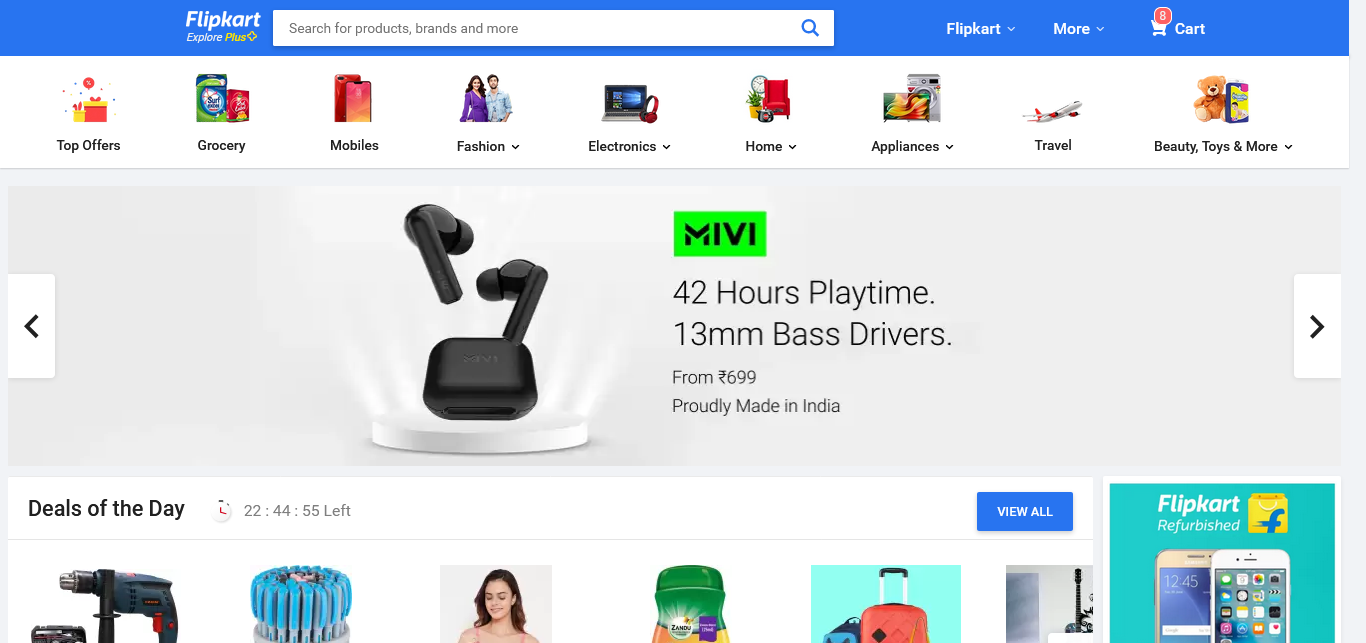 Flipkart
Explore Plus
Search for products, brands and more
Flipkart
More
8
Cart
Top Offers
Grocery
Mobiles
Fashion
Electronics
Home
Appliances
Travel
Beauty, Toys & More
MIVI
42 Hours Playtime.
13mm Bass Drivers.
From ₹699
Proudly Made in India
MIVI
Deals of the Day
22 : 44 : 55 Left
VIEW ALL
Flipkart
Refurbished
12:45
ZANDU